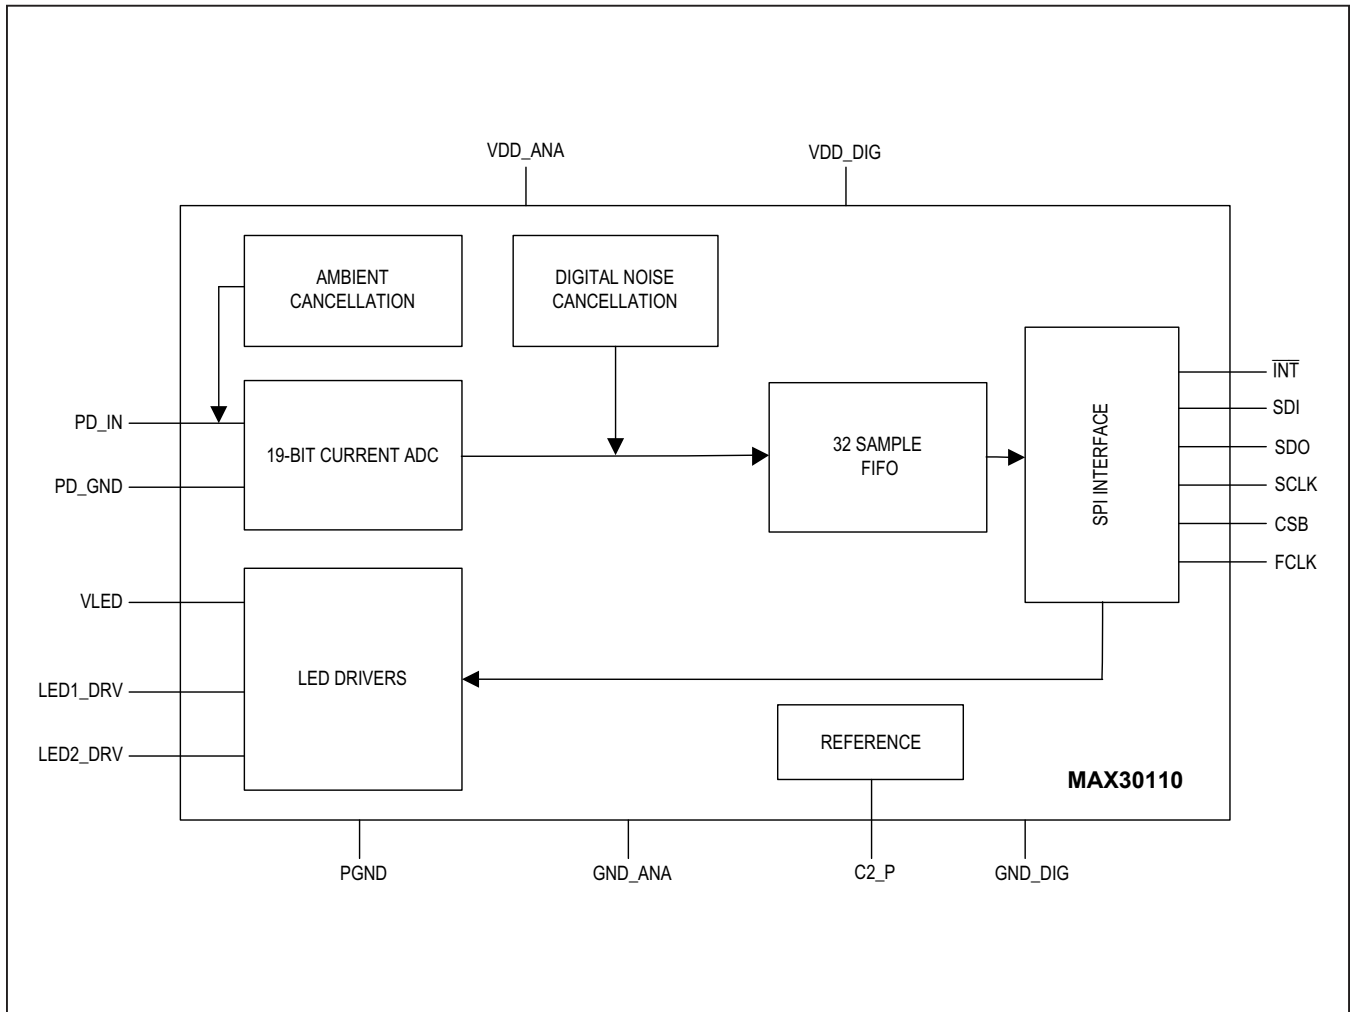 VDD_ANA
VDD_DIG
AMBIENT
CANCELLATION
DIGITAL NOISE
CANCELLATION
PD_IN
PD_GND
19-BIT CURRENT ADC
32 SAMPLE
FIFO
SPI INTERFACE
INT
SDI
SDO
SCLK
CSB
FCLK
VLED
LED1_DRV
LED2_DRV
LED DRIVERS
REFERENCE
MAX30110
PGND
GND_ANA
C2_P
GND_DIG